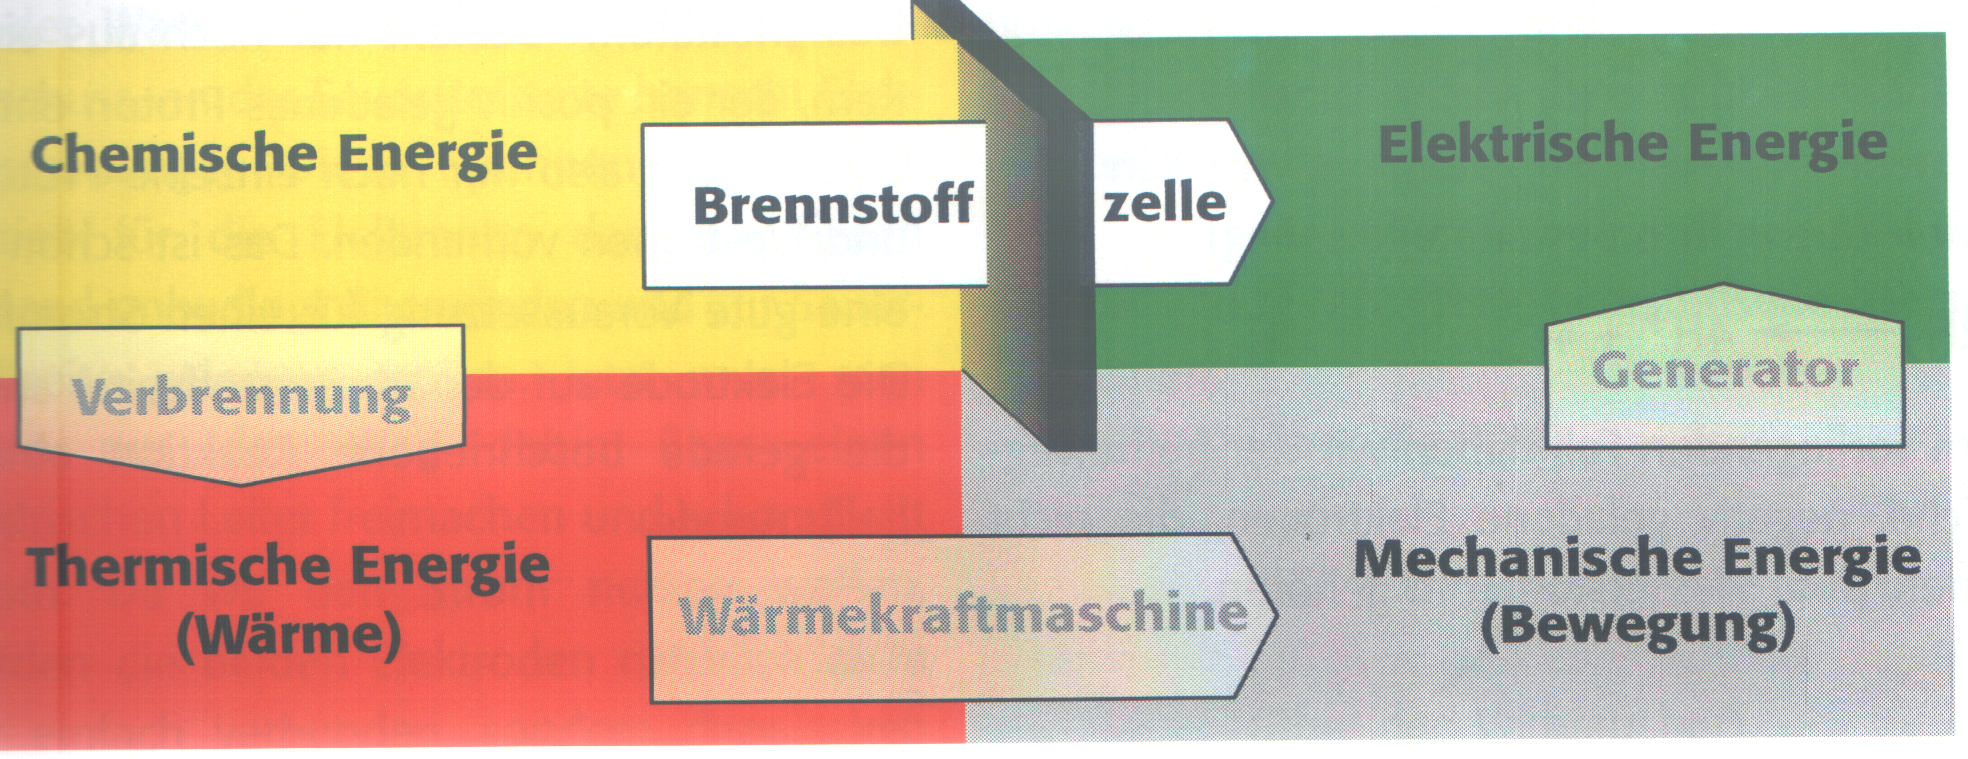 Chemische Energie
Brennstoff zelle
Elektrische Energie
Verbrennung
Generator
Thermische Energie
(Wärme)
Wärmekraftmaschine
Mechanische Energie
(Bewegung)